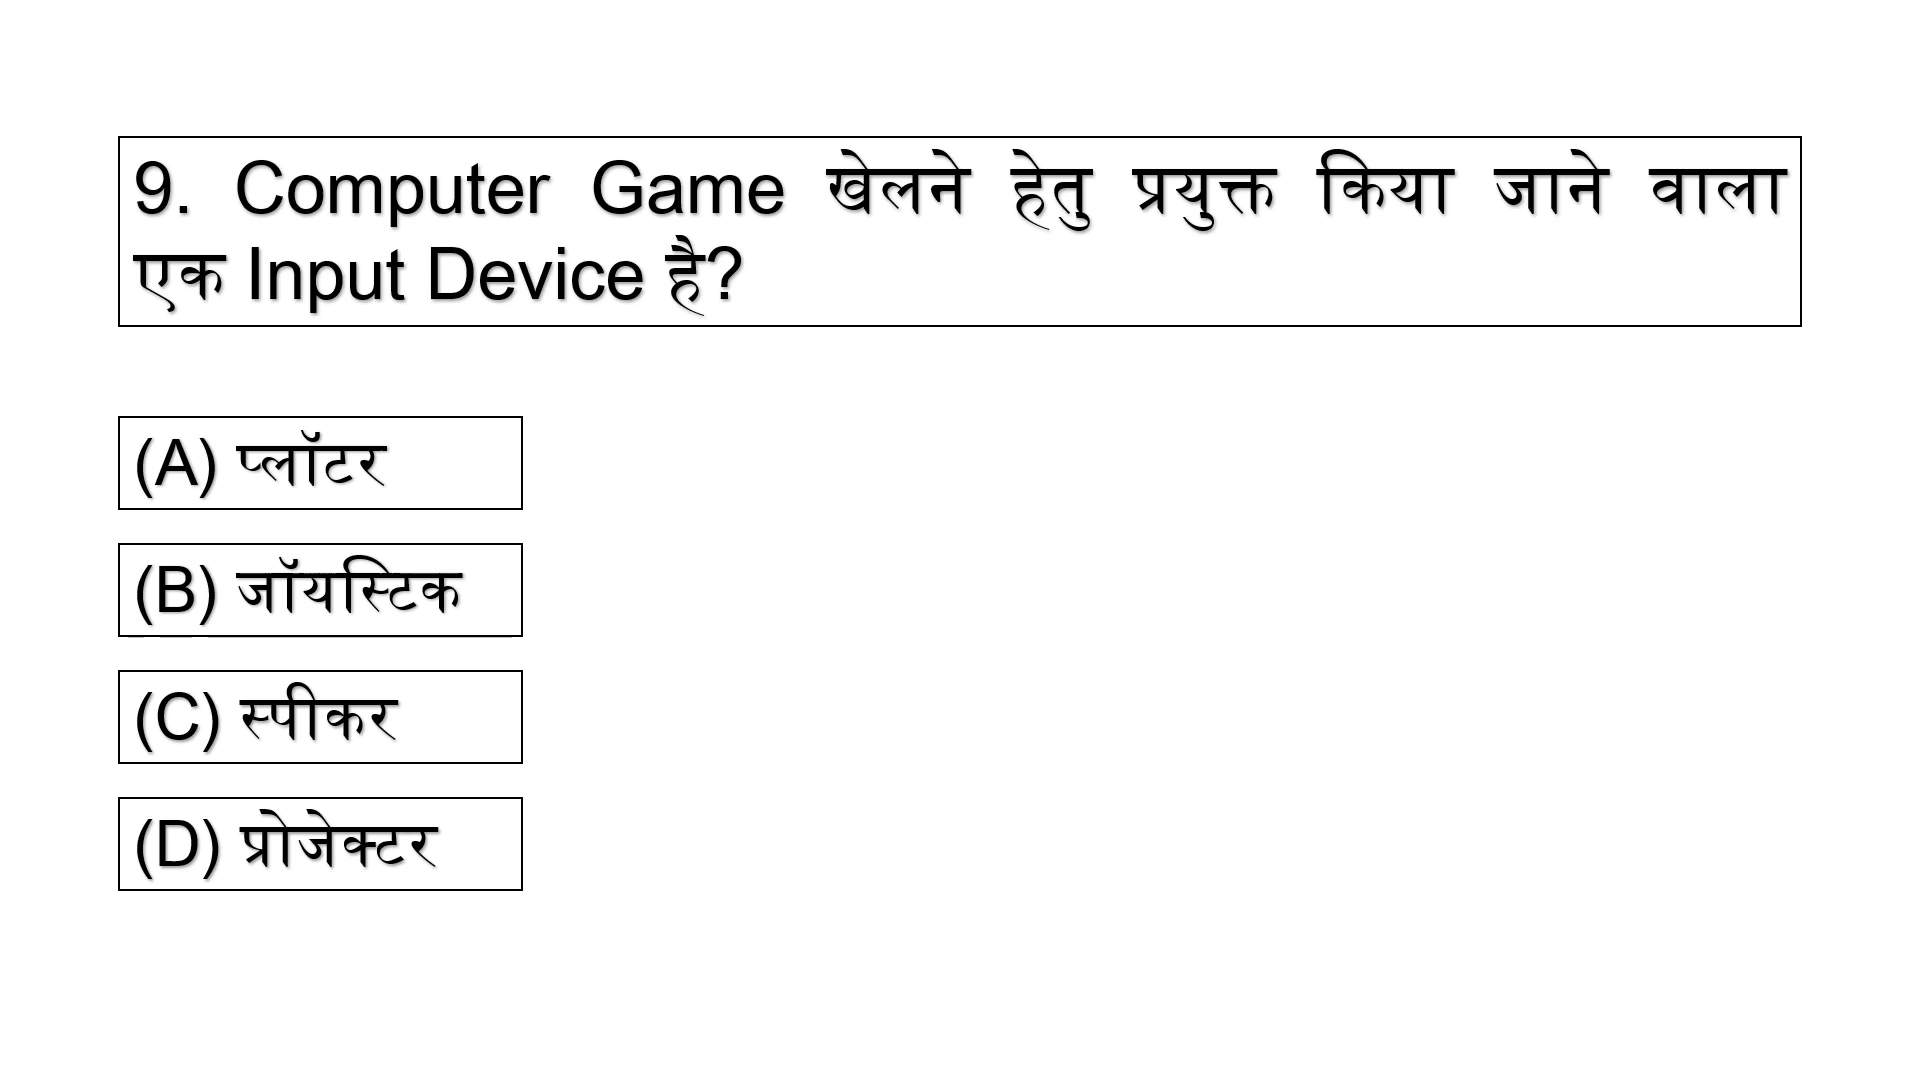 9. Computer Game खेलने हेतु प्रयुक्त किया जाने वाला
एक Input Device है?
(A) प्लॉटर
(B) जॉयस्टिक
(C) स्पीकर
(D) प्रोजेक्टर